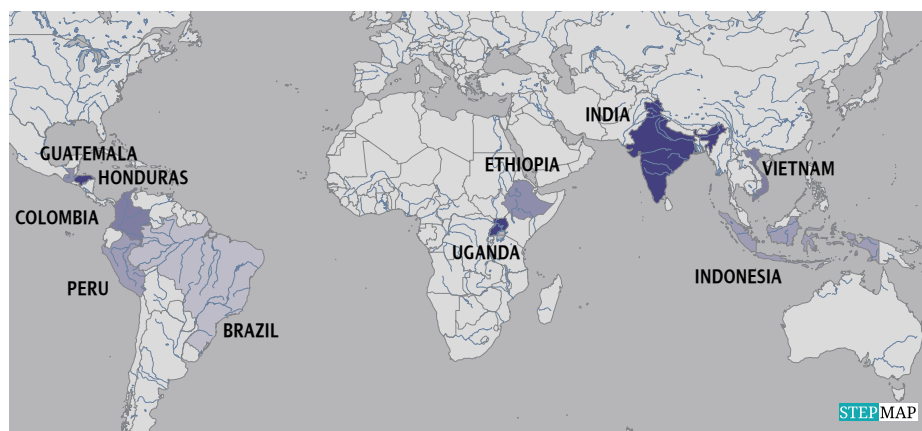 INDIA
GUATEMALA
ETHIOPIA
VIETNAM
HONDURAS
COLOMBIA
UGANDA
INDONESIA
PERU
BRAZIL
STEPMAP